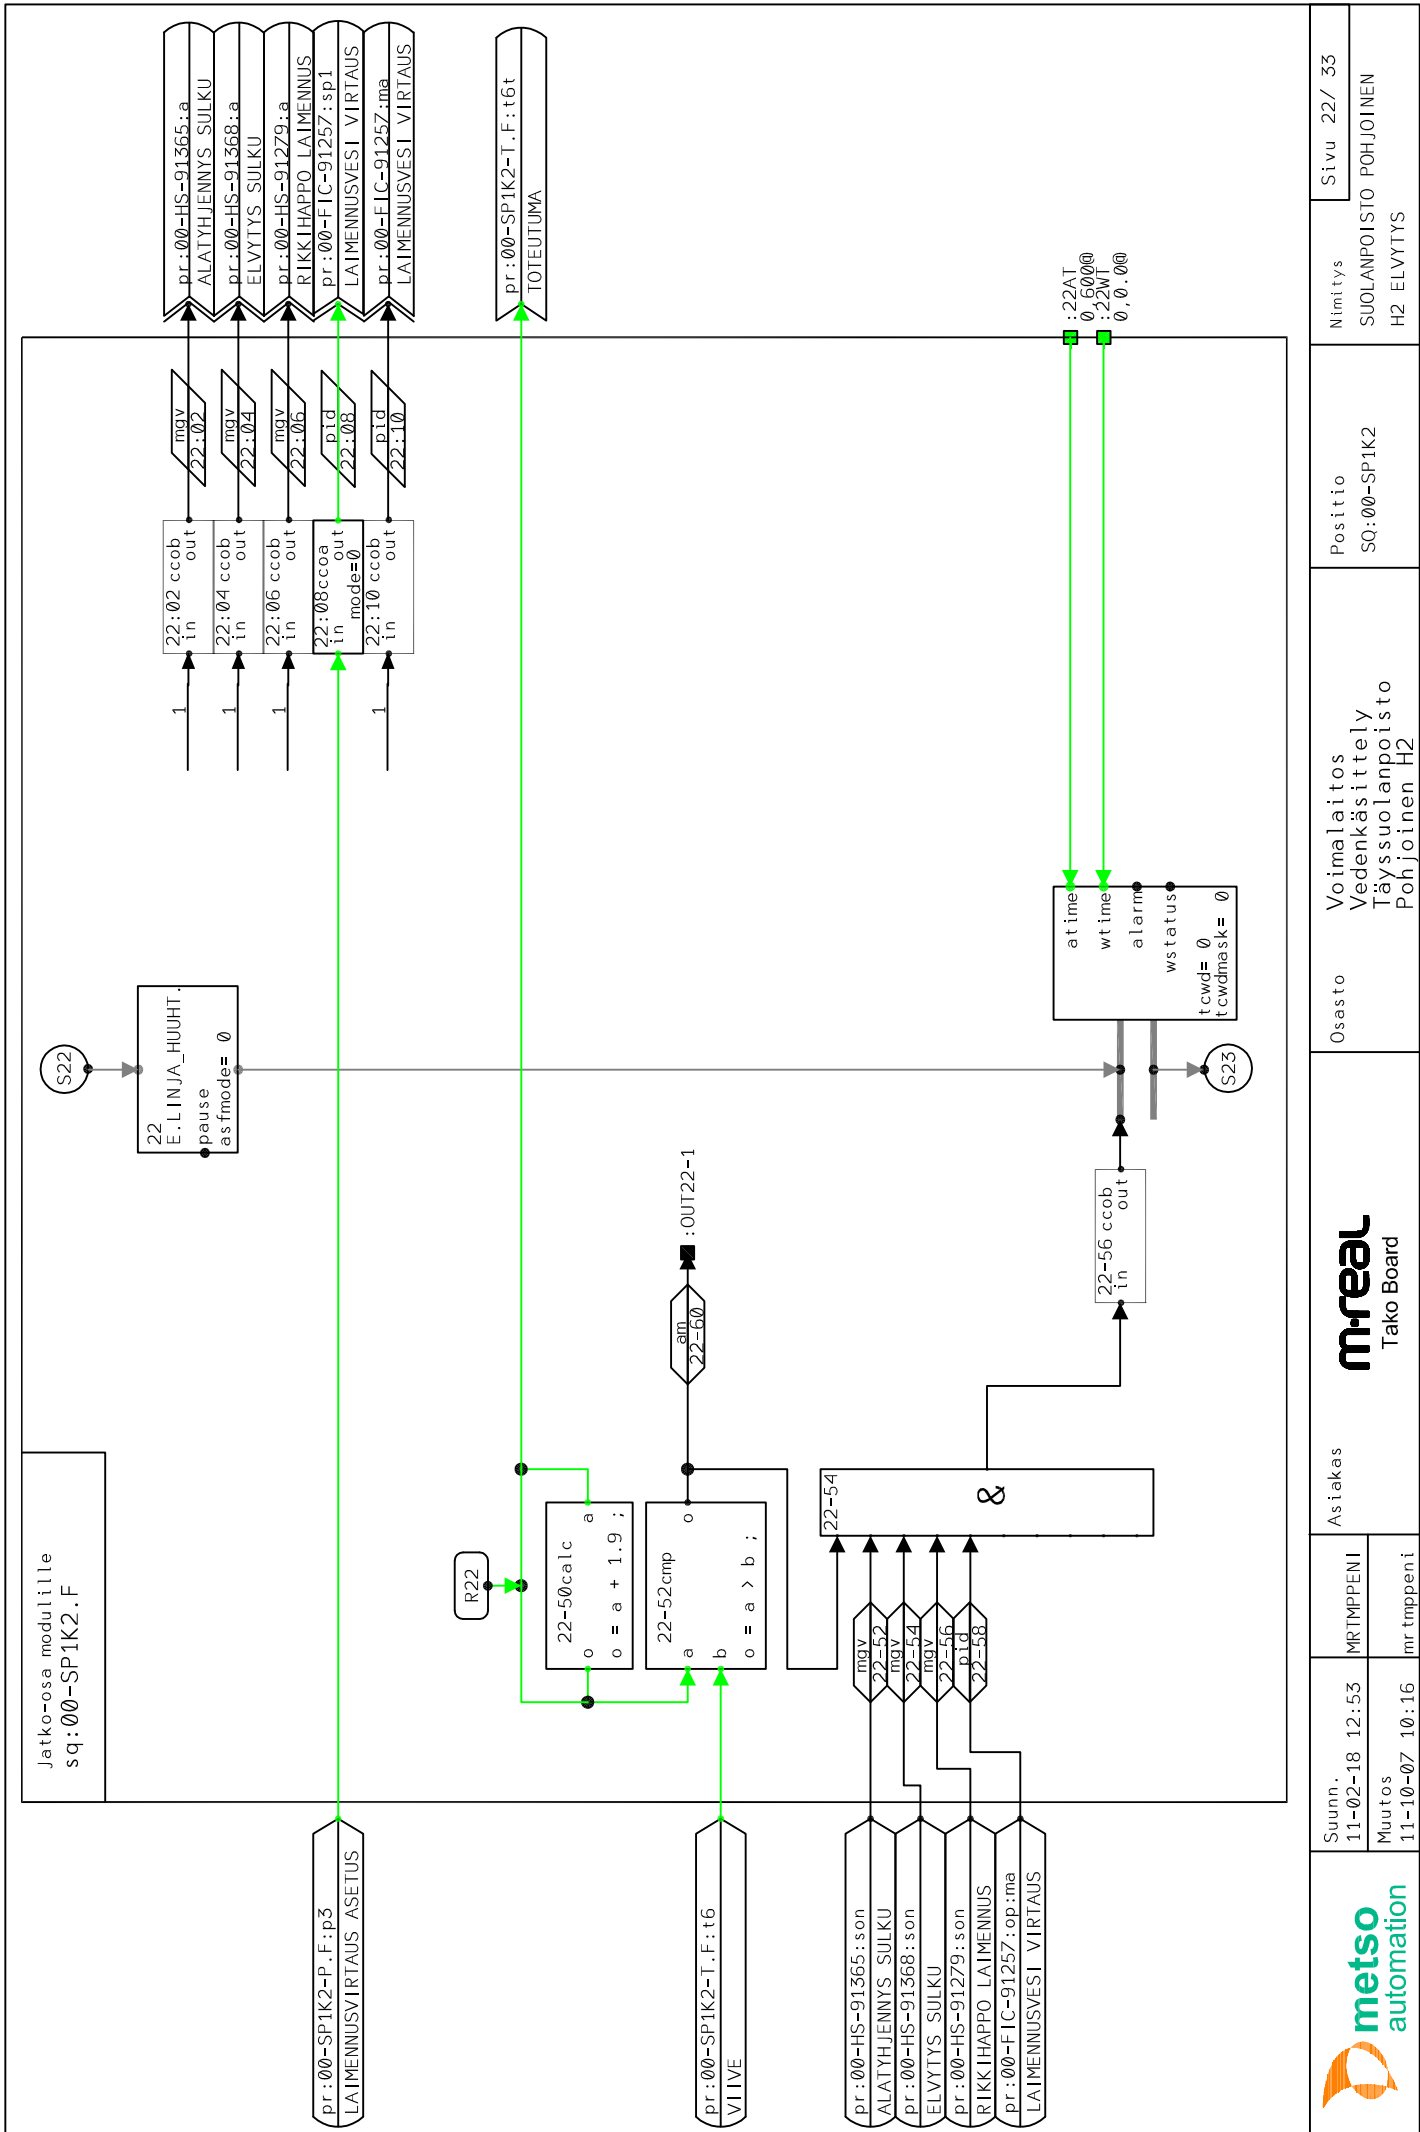 Jatko-osa modulille
sq:00-SP1K2.F
pr:00-SP1K2-P.F:p3
LAIMENNUSVIRTAUS ASETUS
pr:00-SP1K2-T.F:t6
VIIVE
pr:00-HS-91365:son
ALATYHJENNYS SULKU
pr:00-HS-91368:son
ELVYTYS SULKU
pr:00-HS-91279:son
RIKKIHAPPO LAIMENNUS
pr:00-FIC-91257:op:ma
LAIMENNUSVESI VIRTAUS
S22
22
E.LINJA_HUUHT.
pause
asfmode= 0
R22
22-50calc
o
a
o = a + 1.9 ;
22-52cmp
a
o
b
o = a > b ;
am
22-60
:OUT22-1
mgv
22-52
mgv
22-54
mgv
22-56
pid
22-58
22-54
&
22-56 ccob
in
out
atime
wtime
alarm
wstatus
tcwd= 0
tcwdmask= 0
S23
1
1
1
1
22:02 ccob
in
out
22:04 ccob
in
out
22:06 ccob
in
out
22:08ccoa
in
out
mode=0
22:10 ccob
in
out
mgv
22:02
mgv
22:04
mgv
22:06
pid
22:08
pid
22:10
pr:00-HS-91365:a
ALATYHJENNYS SULKU
pr:00-HS-91368:a
ELVYTYS SULKU
pr:00-HS-91279:a
RIKKIHAPPO LAIMENNUS
pr:00-FIC-91257:sp1
LAIMENNUSVESI VIRTAUS
pr:00-FIC-91257:ma
LAIMENNUSVESI VIRTAUS
pr:00-SP1K2-T.F:t6t
TOTEUTUMA
:22AT
0,600@
:22WT
0,0.0@
metso
automation
Suunn.
11-02-18 12:53
MRTMPPENI
Muutos
11-10-07 10:16
mrtmppeni
Asiakas
m-real
Tako Board
Osasto
Voimalaitos
Vedenkäsittely
Täyssuolanpoisto
Pohjoinen H2
Positio
SQ:00-SP1K2
Nimitys
Sivu 22/ 33
SUOLANPOISTO POHJOINEN
H2 ELVYTYS